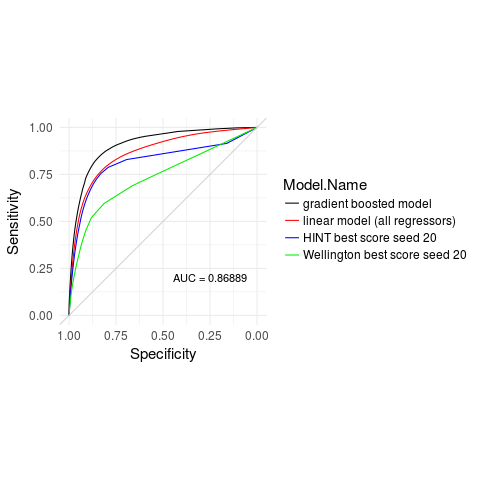 1.00
0.75
0.50
0.25
0.00
Sensitivity
AUC = 0.86889
1.00 0.75 0.50 0.25 0.00
Specificity
Model.Name
gradient boosted model
linear model (all regressors)
HINT best score seed 20
Wellington best score seed 20